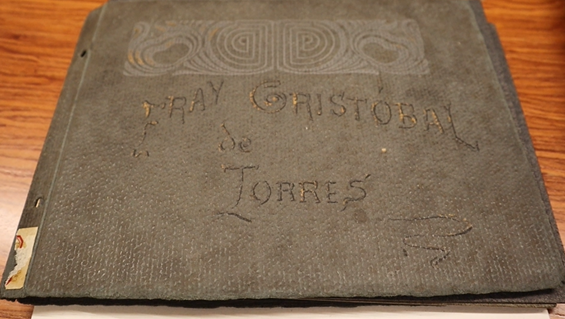 FRAY CRISTÓBAL
de
TORRES